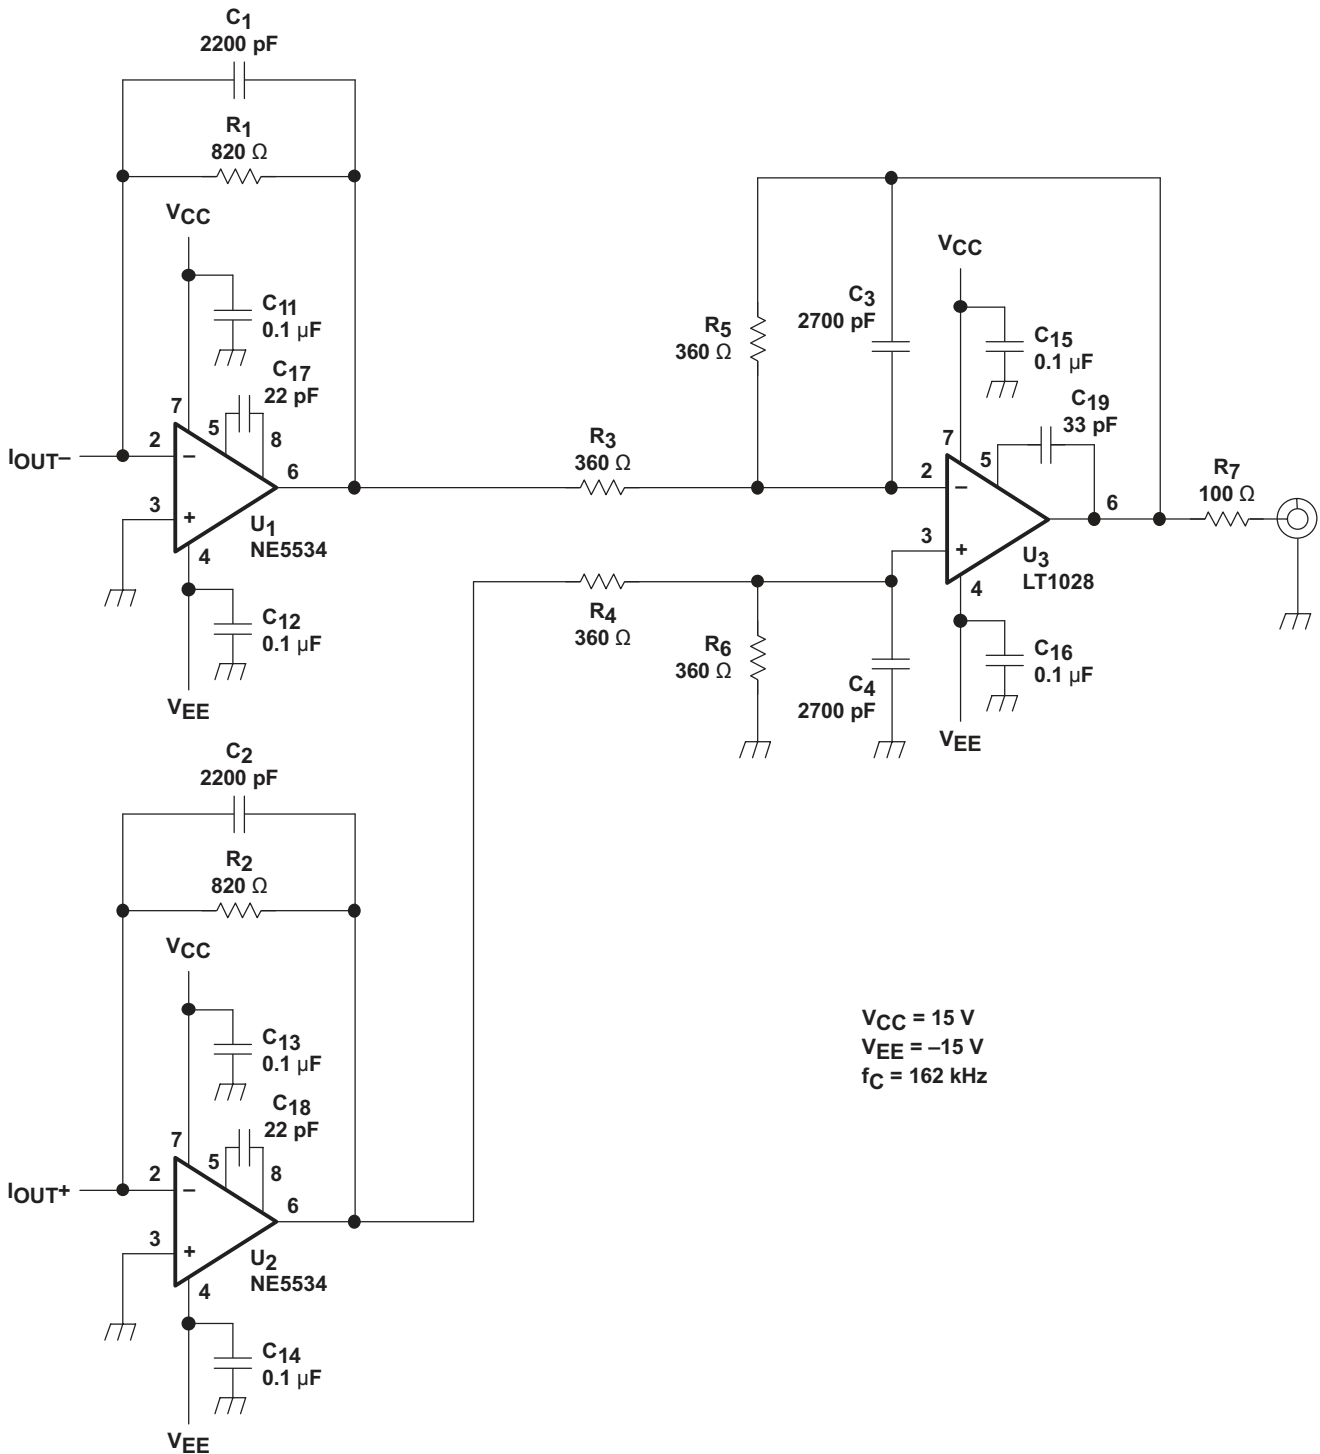 C1
2200 pF
R1
820 Ω
VCC
C11
0.1 µF
C17
22 pF
7
5
8
2
–
IOUT–
6
3
+
U1
NE5534
4
C12
0.1 µF
VEE
R3
360 Ω
R5
360 Ω
C3
2700 pF
VCC
C15
0.1 µF
C19
33 pF
7
5
2
–
6
R7
100 Ω
3
+
U3
LT1028
4
R4
360 Ω
R6
360 Ω
C4
2700 pF
C16
0.1 µF
VEE
C2
2200 pF
R2
820 Ω
VCC
C13
0.1 µF
C18
22 pF
7
5
8
2
–
IOUT+
6
3
+
U2
NE5534
4
C14
0.1 µF
VEE
VCC = 15 V
VEE = –15 V
fC = 162 kHz